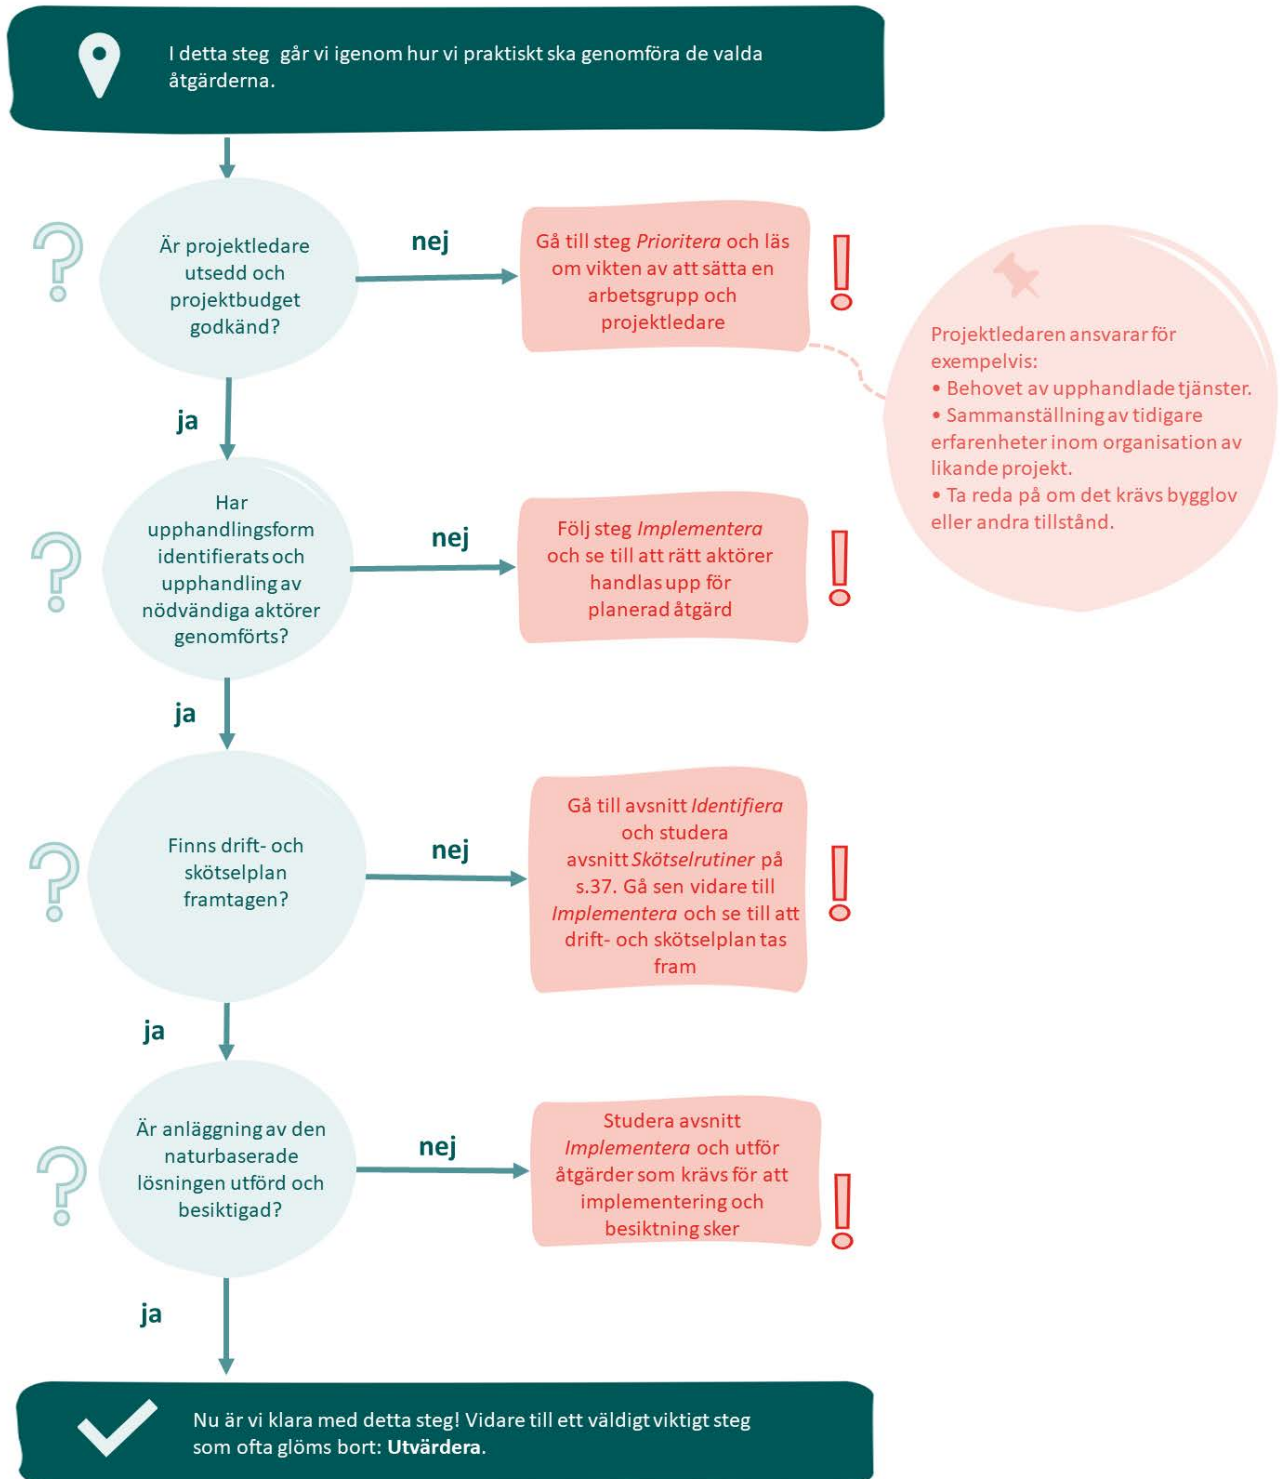 I detta steg går vi igenom hur vi praktiskt ska genomföra de valda
åtgärderna.
Är projektledare
utsedd och
projektbudget
godkänd?
nej
Gå till steg Prioritera och läs
om vikten av att sätta en
arbetsgrupp och
projektledare
Projektledaren ansvarar för
exempelvis:
• Behovet av upphandlade tjänster.
• Sammanställning av tidigare
erfarenheter inom organisation av
likande projekt.
• Ta reda på om det krävs bygglov
eller andra tillstånd.
ja
Har
upphandlingsform
identifierats och
upphandling av
nödvändiga aktörer
genomförts?
nej
Följ steg Implementera
och se till att rätt aktörer
handlas upp för
planerad åtgärd
ja
Finns drift- och
skötselplan
framtagen?
nej
Gå till avsnitt Identifiera
och studera
avsnitt Skötselrutiner på
s.37. Gå sen vidare till
Implementera och se till att
drift- och skötselplan tas
fram
ja
Är anläggning av den
naturbaserade
lösningen utförd och
besiktigad?
nej
Studera avsnitt
Implementera och utför
åtgärder som krävs för att
implementering och
besiktning sker
ja
Nu är vi klara med detta steg! Vidare till ett väldigt viktigt steg
som ofta glöms bort: Utvärdera.